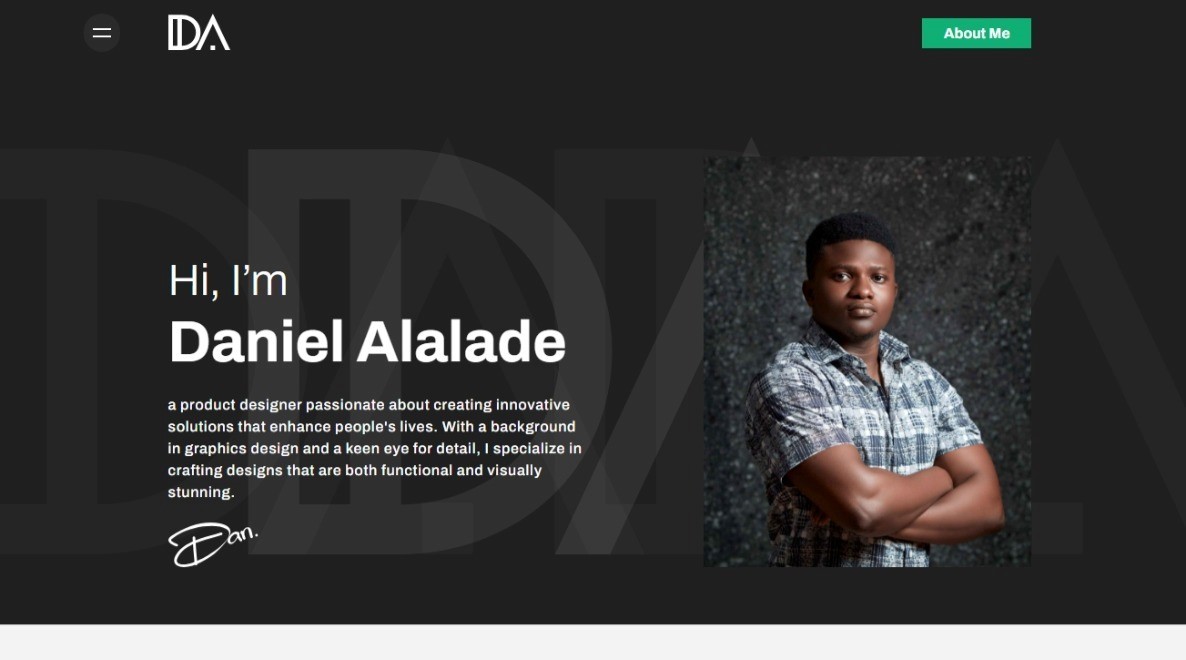 DA
About Me
Hi, I’m
Daniel Alalade
a product designer passionate about creating innovative
solutions that enhance people's lives. With a background
in graphics design and a keen eye for detail, I specialize in
crafting designs that are both functional and visually
stunning.
Dan.